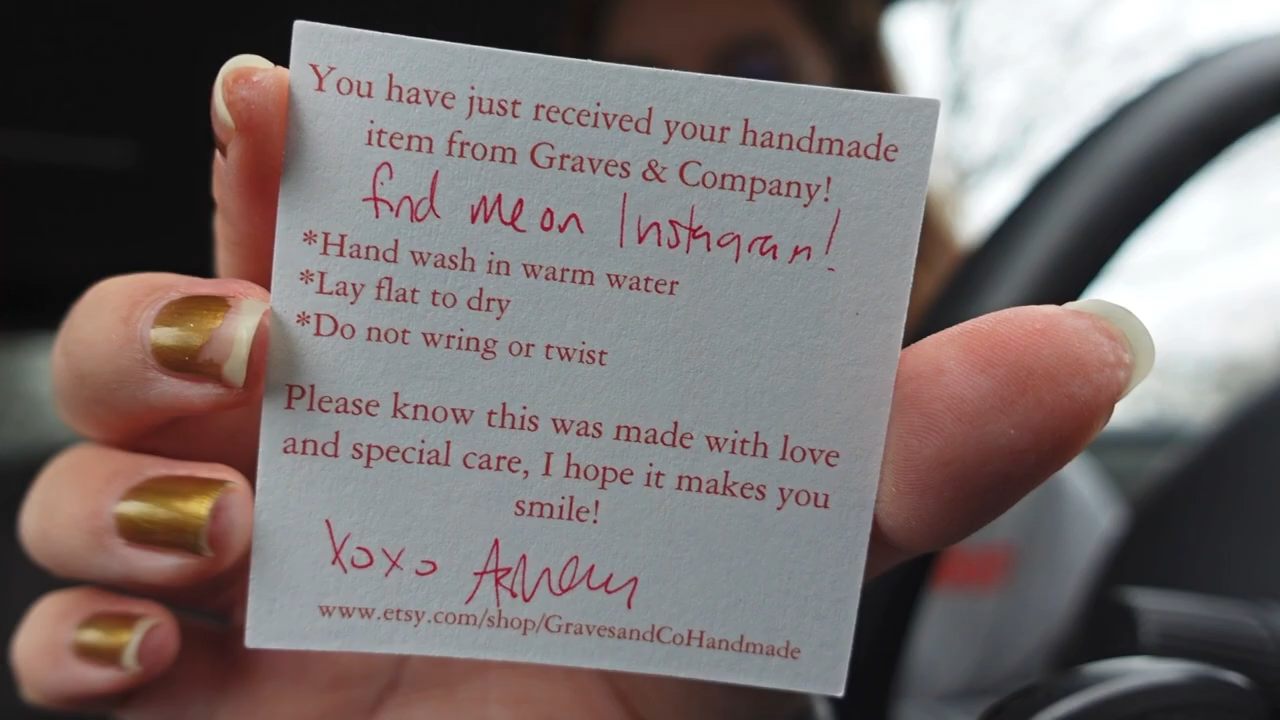 You have just received your handmade
item from Graves & Company!
find me on Instagram!
*Hand wash in warm water
*Lay flat to dry
*Do not wring or twist
Please know this was made with love
and special care, I hope it makes you
smile!
xoxo Ashley
www.etsy.com/shop/GravesandCoHandmade